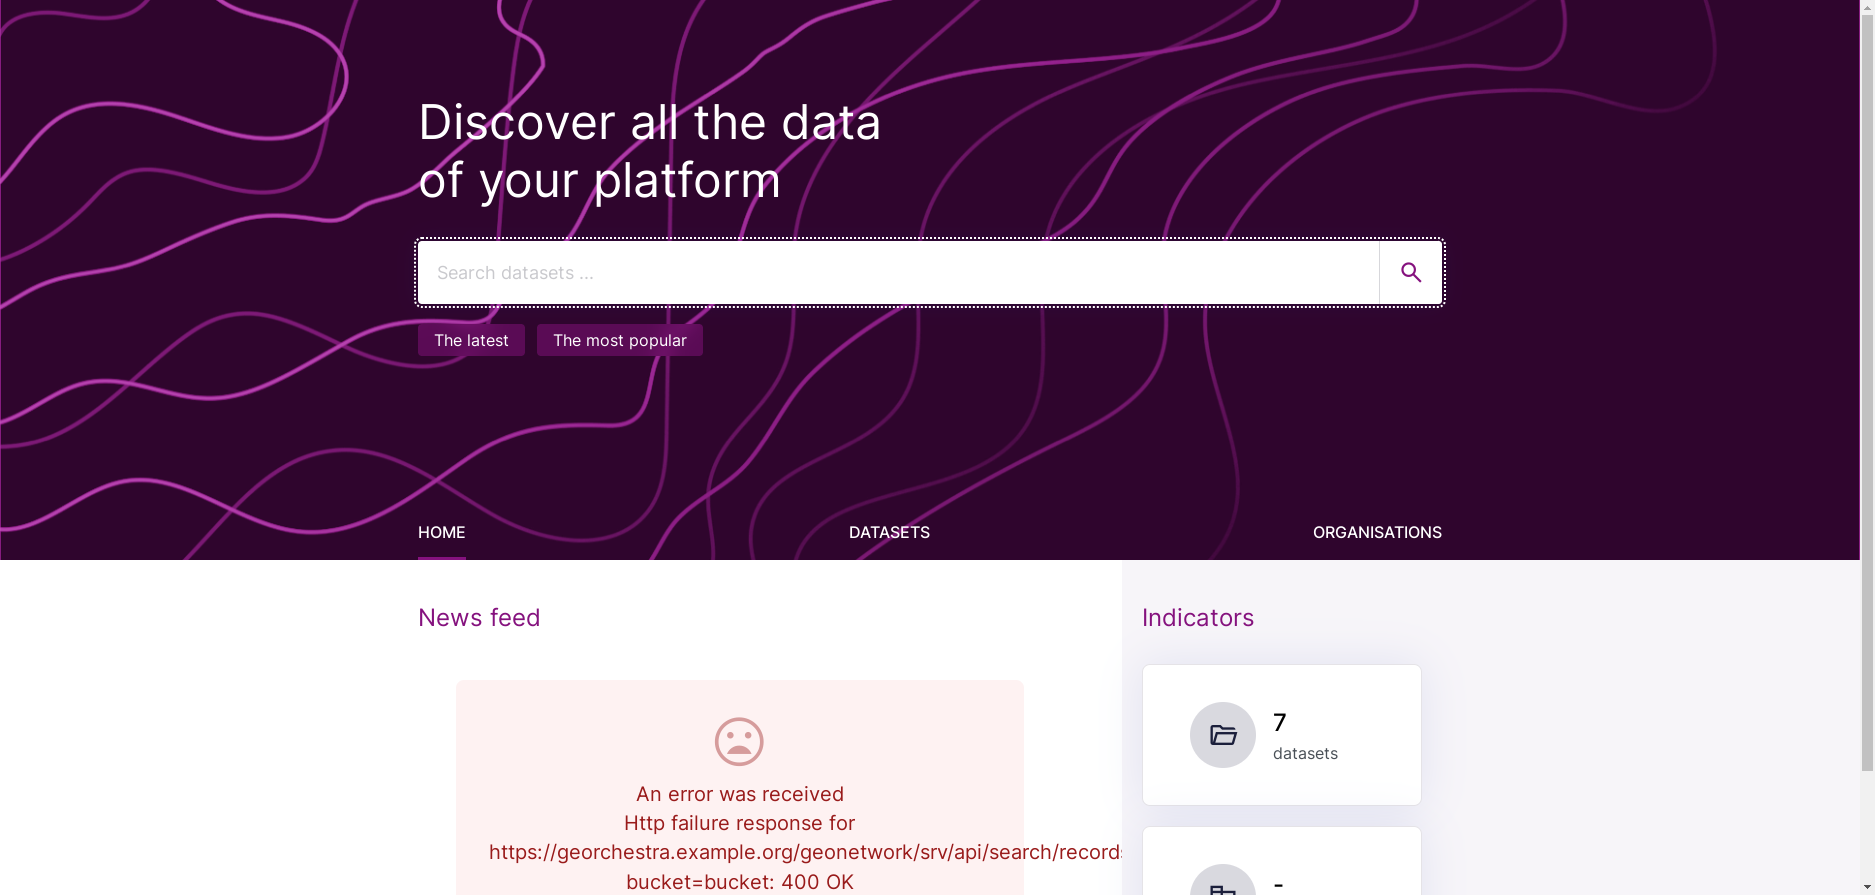 Discover all the data
of your platform
Search datasets ...
The latest
The most popular
HOME
DATASETS
ORGANISATIONS
News feed
Indicators
7
datasets
An error was received
Http failure response for
https://georchestra.example.org/geonetwork/srv/api/search/records
bucket=bucket: 400 OK
-